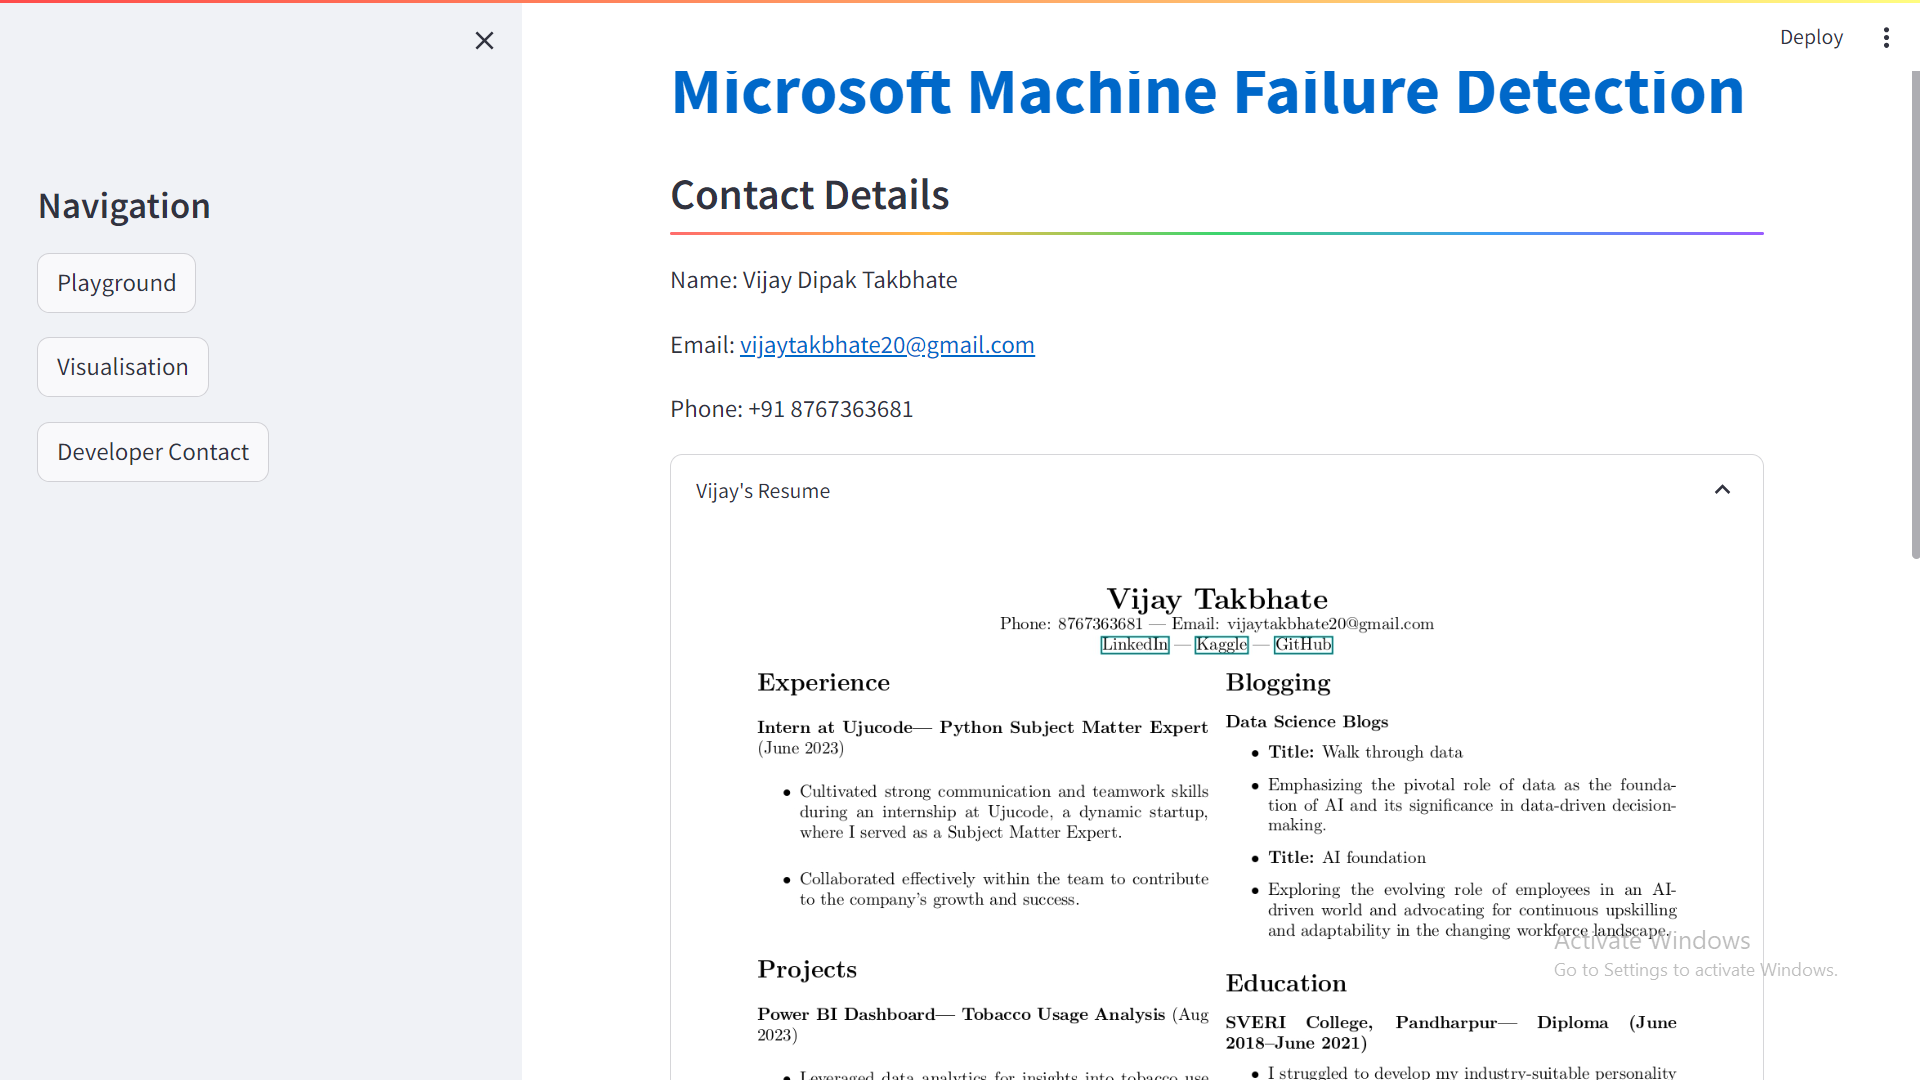 Deploy
Microsoft Machine Failure Detection
Navigation
Playground
Visualisation
Developer Contact
Contact Details
Name: Vijay Dipak Takbhate
Email: vijaytakbhate20@gmail.com
Phone: +91 8767363681
Vijay's Resume
Vijay Takbhate
Phone: 8767363681 — Email: vijaytakbhate20@gmail.com
LinkedIn — Kaggle — GitHub
Experience
Intern at Ujucode— Python Subject Matter Expert
(June 2023)
• Cultivated strong communication and teamwork skills
during an internship at Ujucode, a dynamic startup,
where I served as a Subject Matter Expert.
• Collaborated effectively within the team to contribute
to the company's growth and success.
Projects
Power BI Dashboard— Tobacco Usage Analysis (Aug
2023)
• Leveraged data analytics for insights into tobacco use
Blogging
Data Science Blogs
• Title: Walk through data
• Emphasizing the pivotal role of data as the founda-
tion of AI and its significance in data-driven decision-
making.
• Title: AI foundation
• Exploring the evolving role of employees in an AI-
driven world and advocating for continuous upskilling
and adaptability in the changing workforce landscape.
Education
SVERI College, Pandharpur— Diploma (June
2018–June 2021)
• I struggled to develop my industry-suitable personality
Activate Windows
Go to Settings to activate Windows.